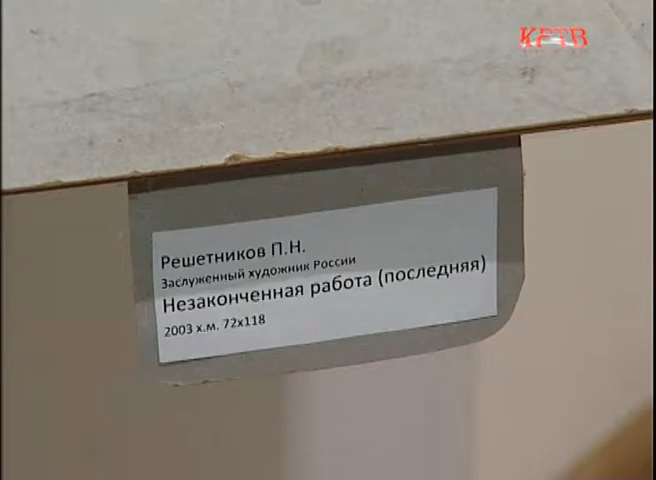 КРТВ
Решетников П.Н.
Заслуженный художник России
Незаконченная работа (последняя)
2003 х.м. 72х118